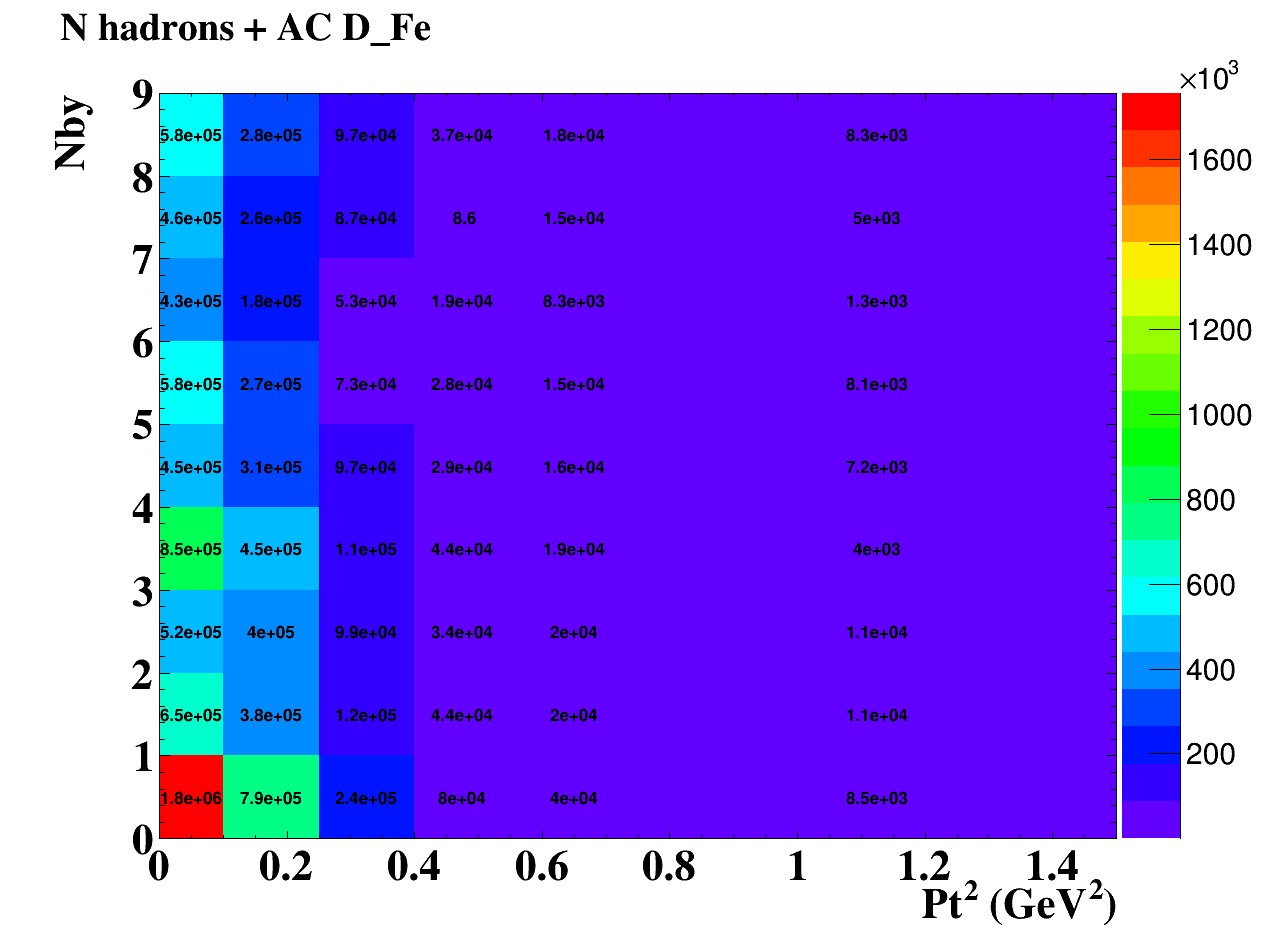 N hadrons + AC D_Fe
×10³
Nby
9
5.8e+05 2.8e+05 9.7e+04 3.7e+04 1.8e+04 8.3e+03
1600
8
4.6e+05 2.6e+05 8.7e+04 8.6 1.5e+04 5e+03
1400
7
4.3e+05 1.8e+05 5.3e+04 1.9e+04 8.3e+03 1.3e+03
1200
6
5.8e+05 2.7e+05 7.3e+04 2.8e+04 1.5e+04 8.1e+03
1000
5
4.5e+05 3.1e+05 9.7e+04 2.9e+04 1.6e+04 7.2e+03
800
4
8.5e+05 4.5e+05 1.1e+05 4.4e+04 1.9e+04 4e+03
600
3
5.2e+05 4e+05 9.9e+04 3.4e+04 2e+04 1.1e+04
400
2
6.5e+05 3.8e+05 1.2e+05 4.4e+04 2e+04 1.1e+04
200
1
1.8e+06 7.9e+05 2.4e+05 8e+04 4e+04 8.5e+03
0
0 0.2 0.4 0.6 0.8 1 1.2 1.4
Pt² (GeV²)